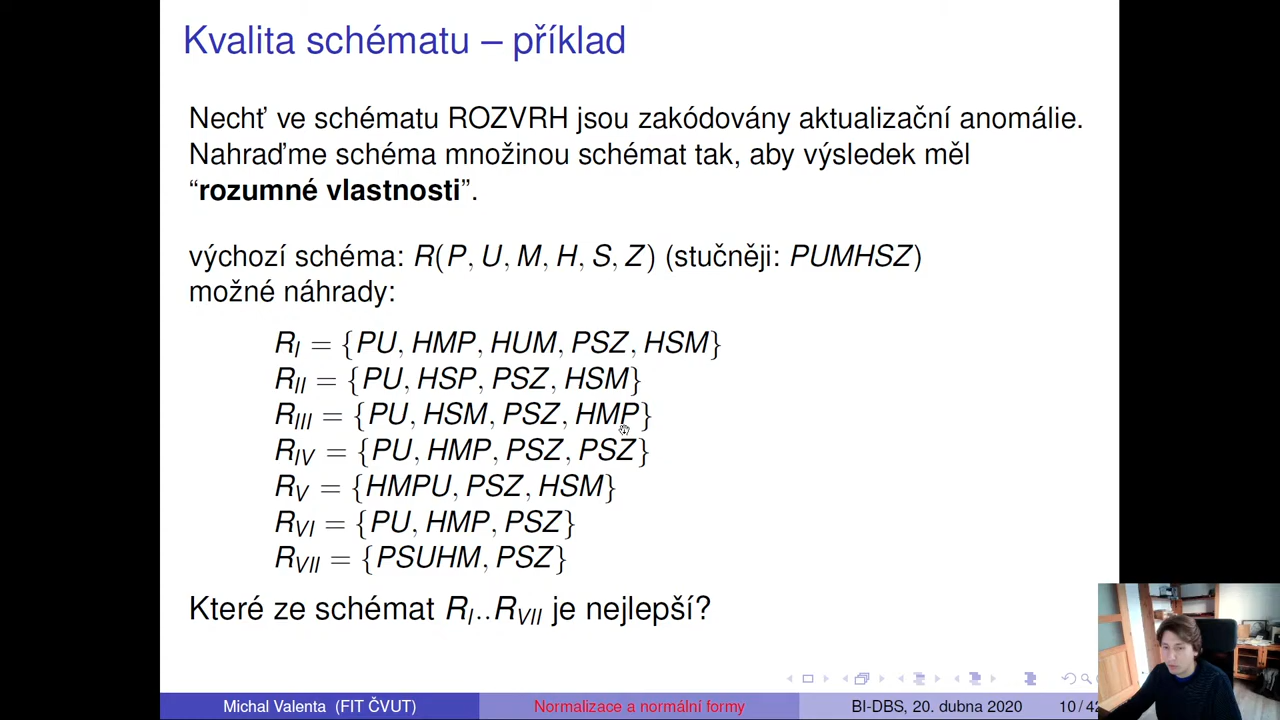 Kvalita schématu – příklad
Nechť ve schématu ROZVRH jsou zakódovány aktualizační anomálie.
Nahraďme schéma množinou schémat tak, aby výsledek měl
“rozumné vlastnosti”.
výchozí schéma: R(P, U, M, H, S, Z) (stučněji: PUMHSZ)
možné náhrady:
R_I = {PU, HMP, HUM, PSZ, HSM}
R_II = {PU, HSP, PSZ, HSM}
R_III = {PU, HSM, PSZ, HMP}
R_IV = {PU, HMP, PSZ, PSZ}
R_V = {HMPU, PSZ, HSM}
R_VI = {PU, HMP, PSZ}
R_VII = {PSUHM, PSZ}
Které ze schémat R_I..R_VII je nejlepší?
Michal Valenta (FIT ČVUT) Normalizace a normální formy BI-DBS, 20. dubna 2020 10 / 42